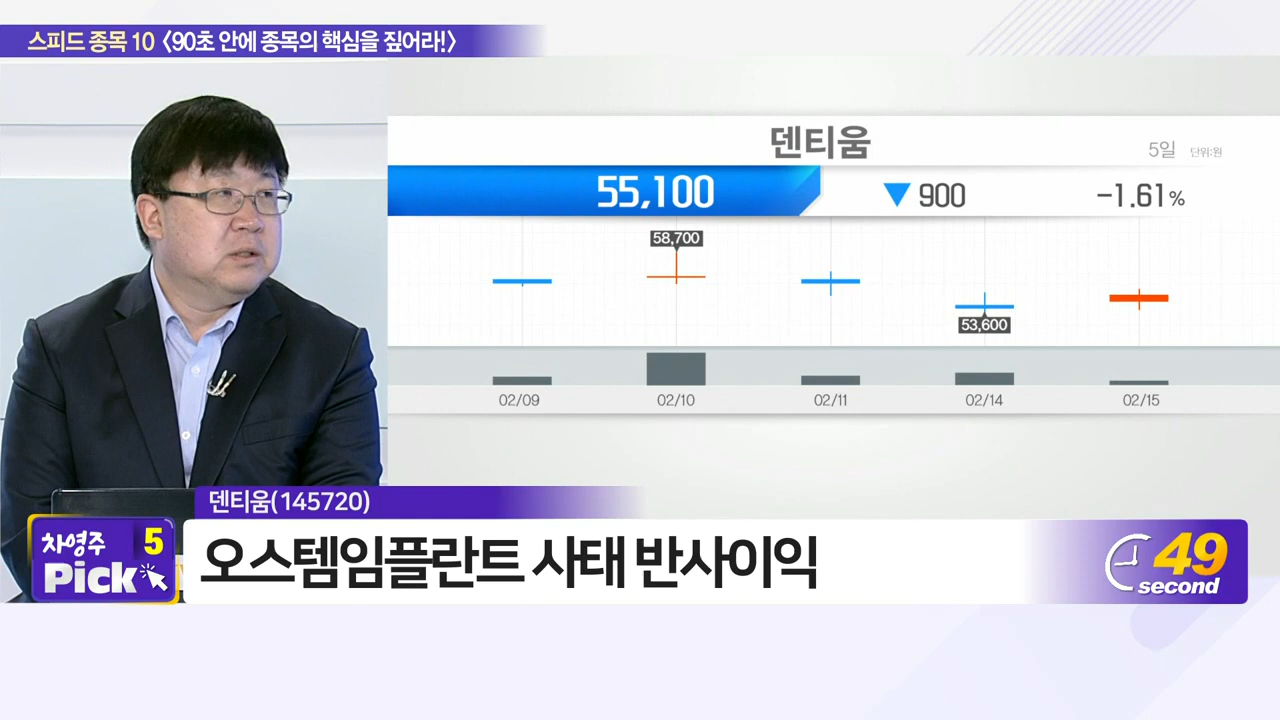 스피드 종목 10 〈90초 안에 종목의 핵심을 짚어라!〉
덴티움
5일 단위:원
55,100 ▼ 900 -1.61%
58,700
53,600
02/09 02/10 02/11 02/14 02/15
덴티움(145720)
차영주 5
Pick
오스템임플란트 사태 반사이익
49
second